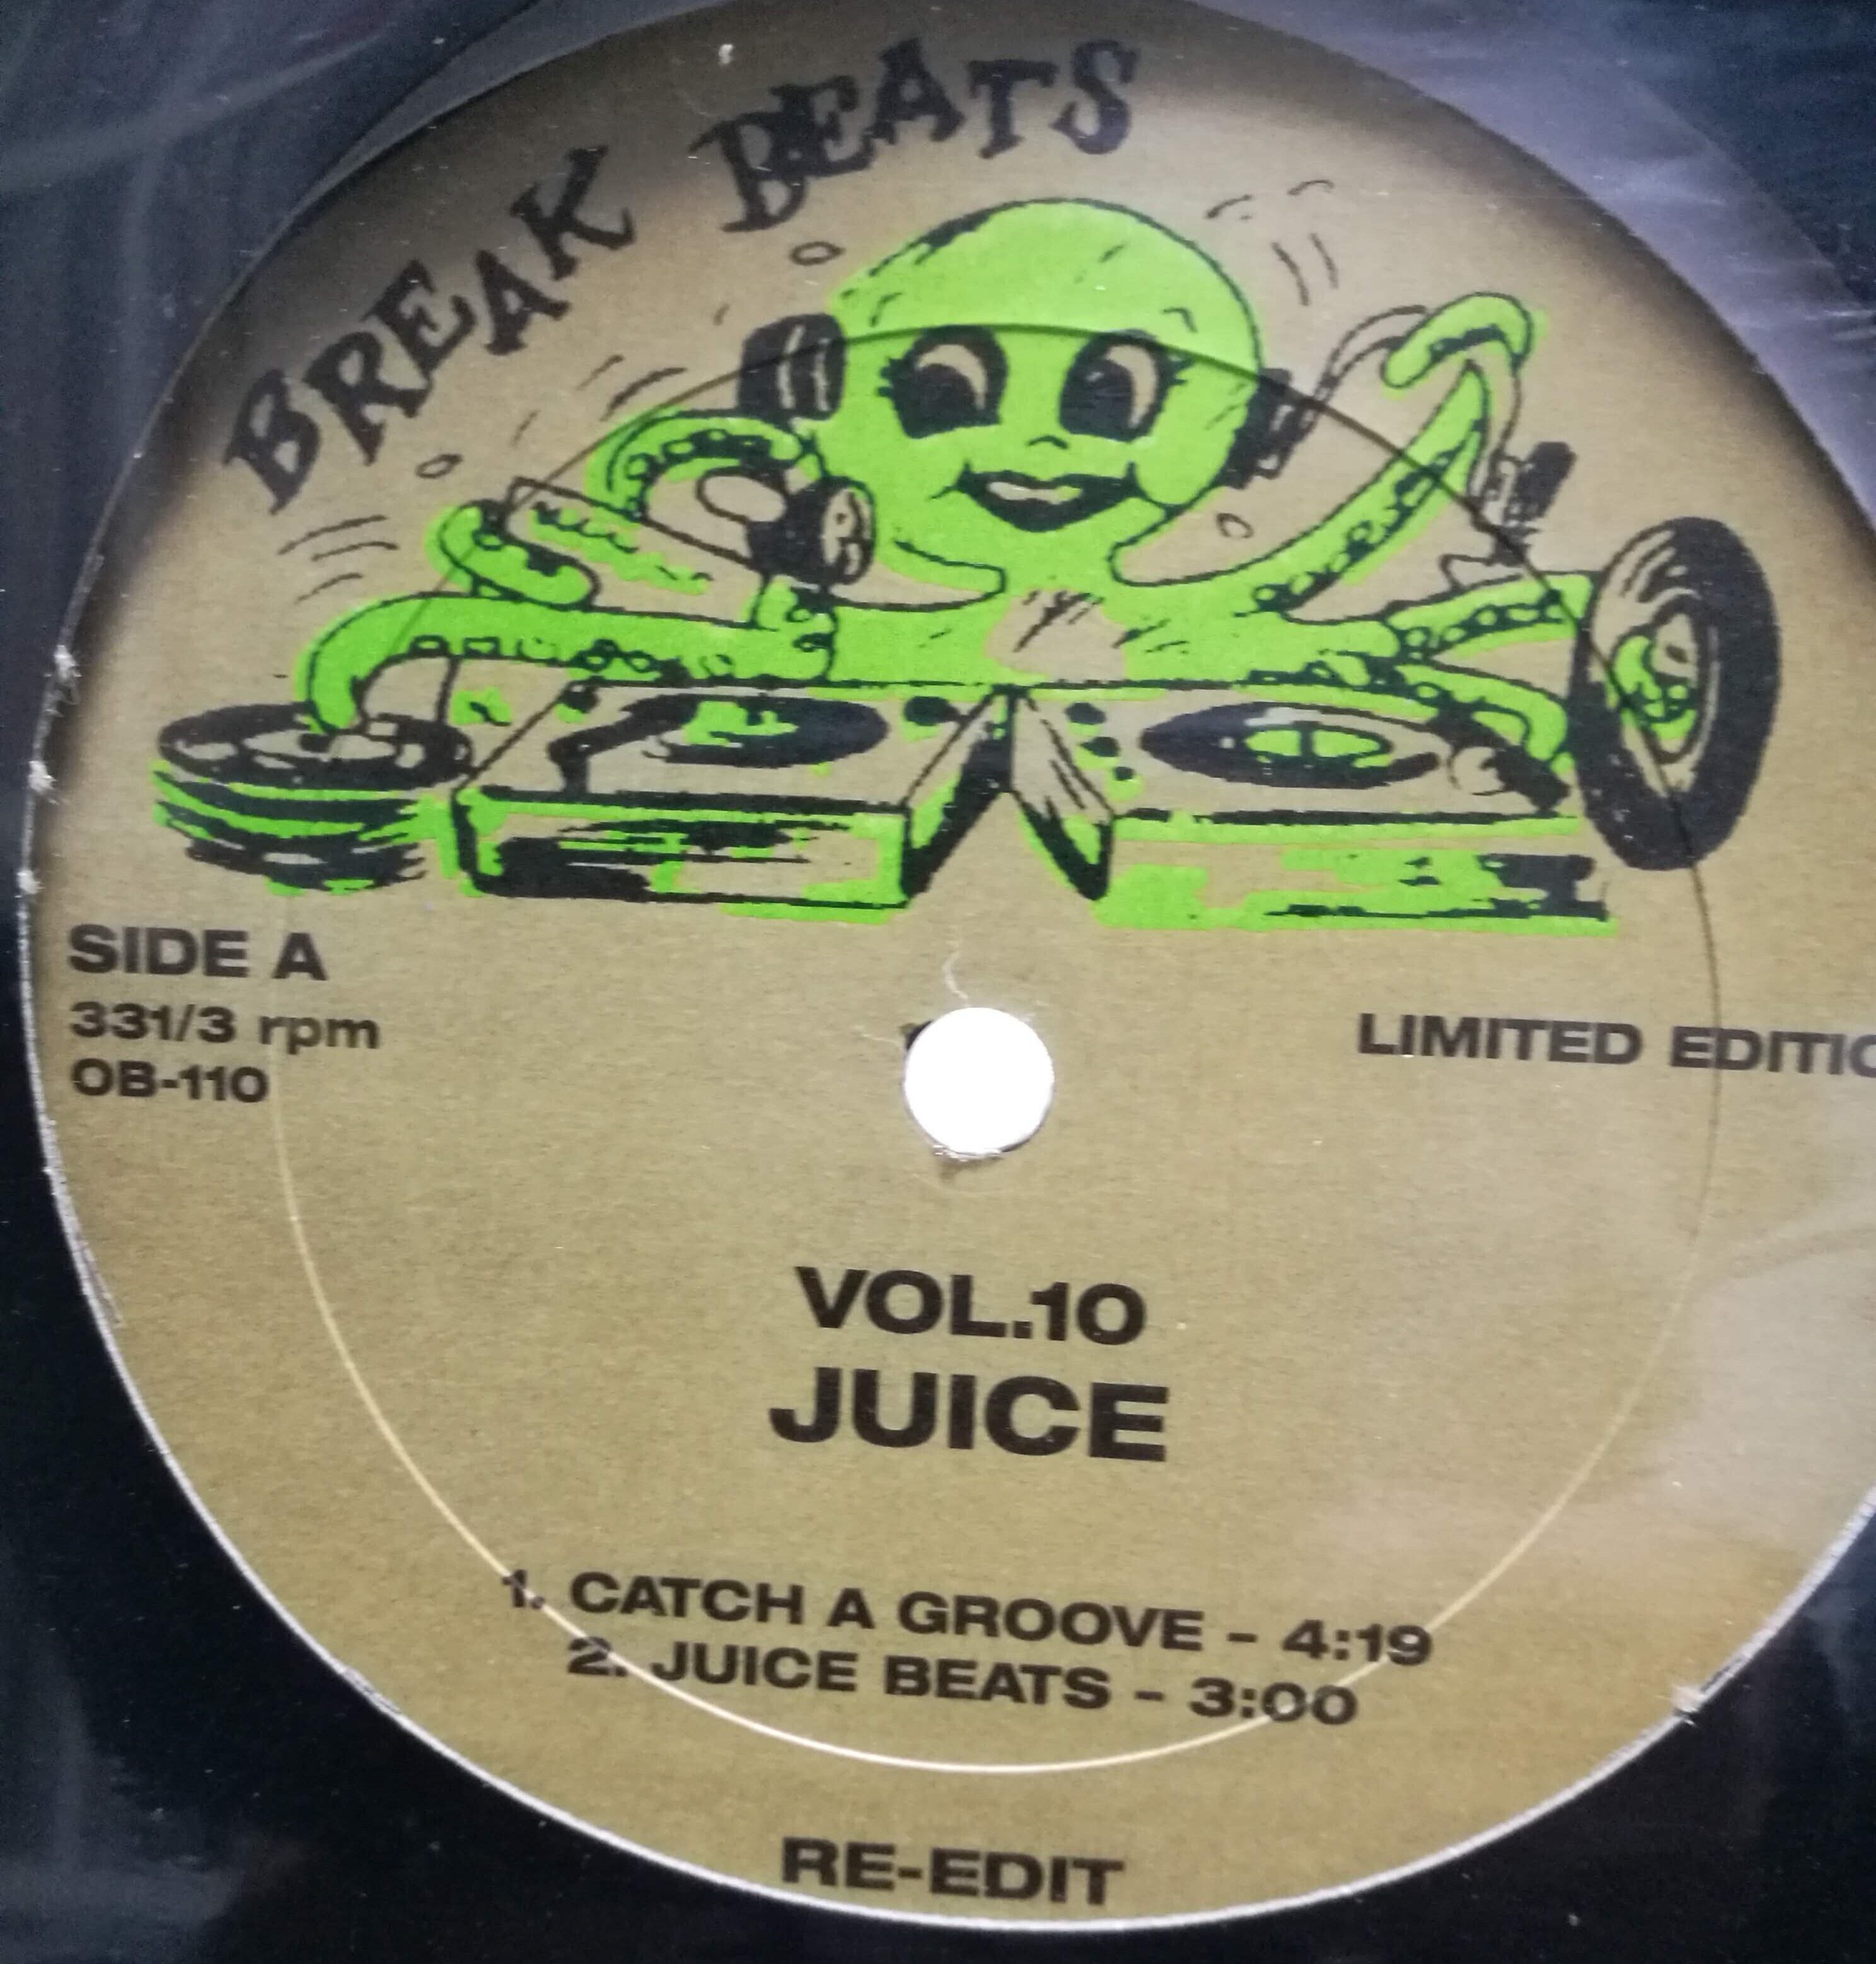 BREAK BEATS
SIDE A
331/3 rpm
OB-110
LIMITED
VOL.10
JUICE
1. CATCH A GROOVE - 4:19
2. JUICE BEATS - 3:00
RE-EDIT